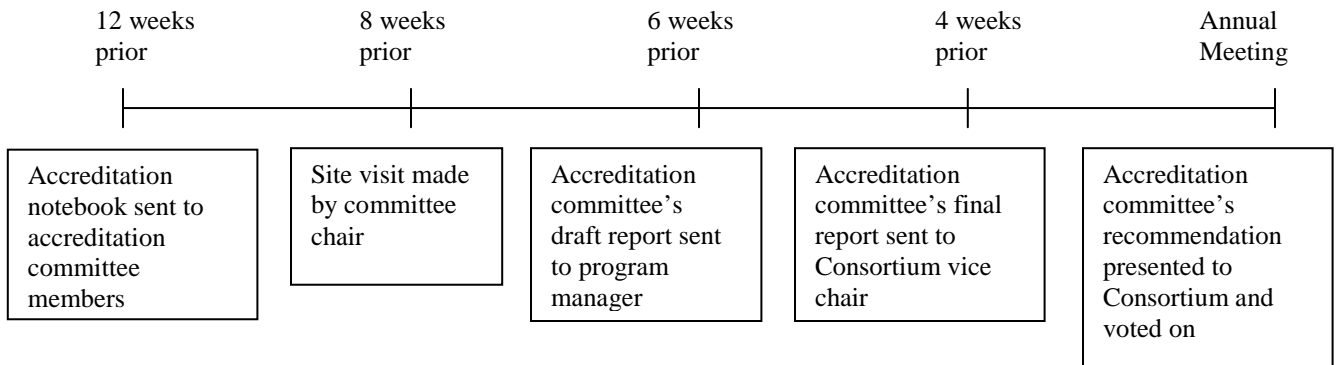 12 weeks
prior
8 weeks
prior
6 weeks
prior
4 weeks
prior
Annual
Meeting
Accreditation
notebook sent to
accreditation
committee
members
Site visit made
by committee
chair
Accreditation
committee’s
draft report sent
to program
manager
Accreditation
committee’s final
report sent to
Consortium vice
chair
Accreditation
committee’s
recommendation
presented to
Consortium and
voted on